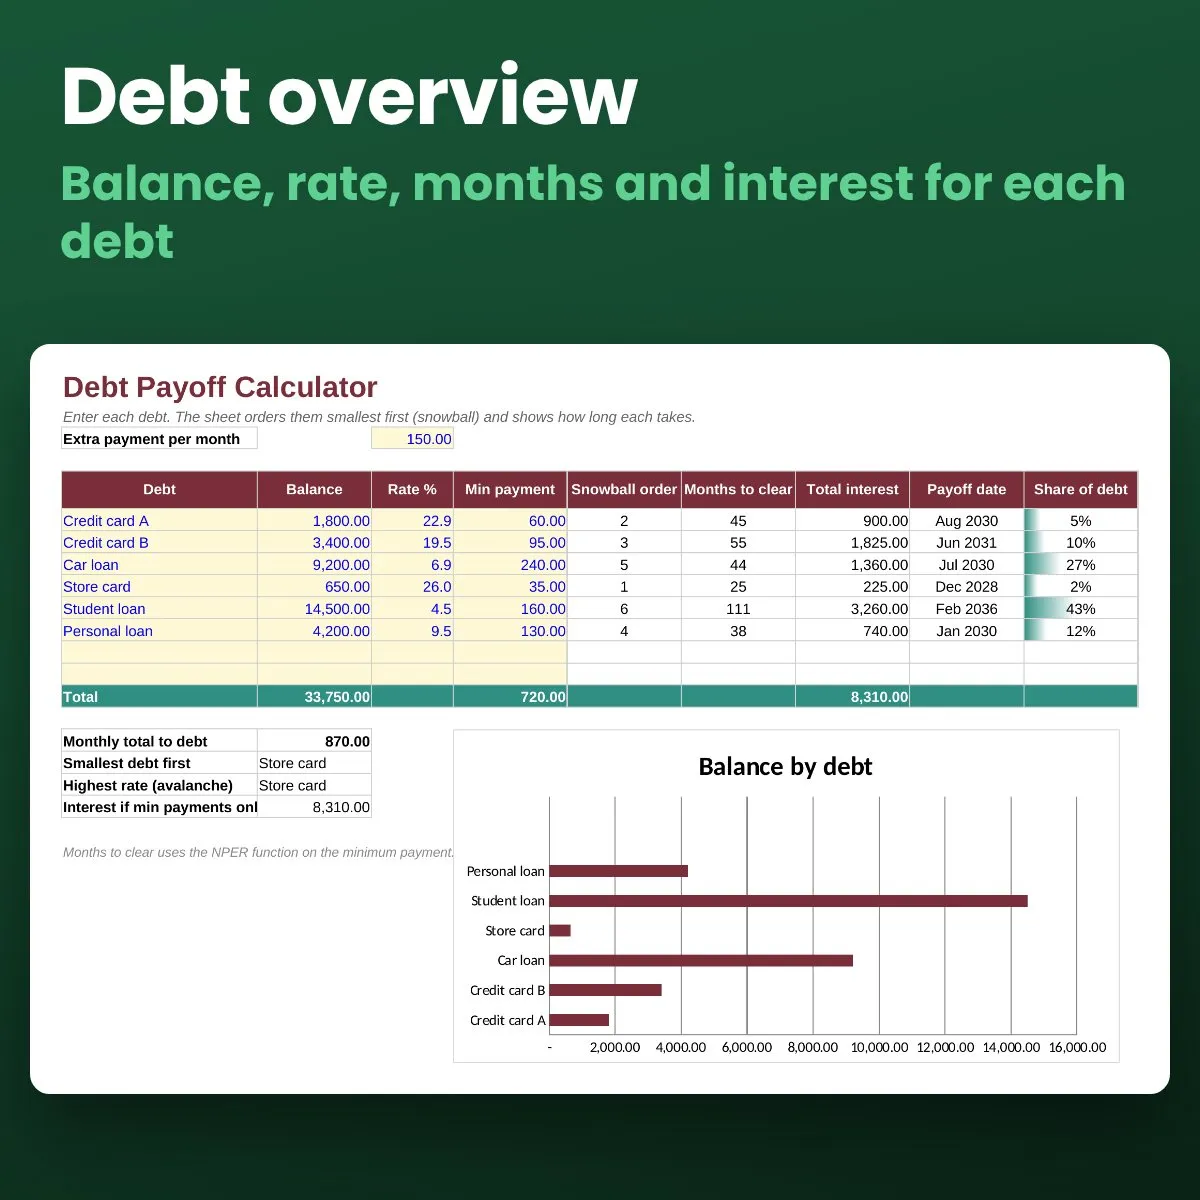 Debt overview
Balance, rate, months and interest for each
debt
Debt Payoff Calculator
Enter each debt. The sheet orders them smallest first (snowball) and shows how long each takes.
Extra payment per month 150.00
Debt Balance Rate % Min payment Snowball order Months to clear Total interest Payoff date Share of debt
Credit card A 1,800.00 22.9 60.00 2 45 900.00 Aug 2030 5%
Credit card B 3,400.00 19.5 95.00 3 55 1,825.00 Jun 2031 10%
Car loan 9,200.00 6.9 240.00 5 44 1,360.00 Jul 2030 27%
Store card 650.00 26.0 35.00 1 25 225.00 Dec 2028 2%
Student loan 14,500.00 4.5 160.00 6 111 3,260.00 Feb 2036 43%
Personal loan 4,200.00 9.5 130.00 4 38 740.00 Jan 2030 12%
Total 33,750.00 720.00 8,310.00
Monthly total to debt 870.00
Smallest debt first Store card
Highest rate (avalanche) Store card
Interest if min payments onl 8,310.00
Months to clear uses the NPER function on the minimum payment.
Balance by debt
Personal loan
Student loan
Store card
Car loan
Credit card B
Credit card A
- 2,000.00 4,000.00 6,000.00 8,000.00 10,000.00 12,000.00 14,000.00 16,000.00